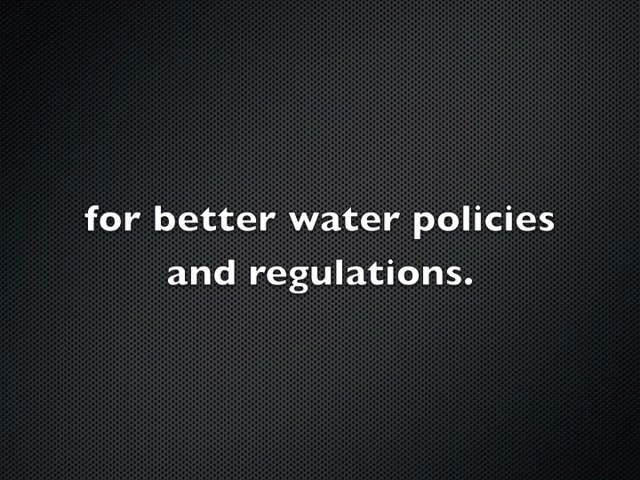 for better water policies
and regulations.